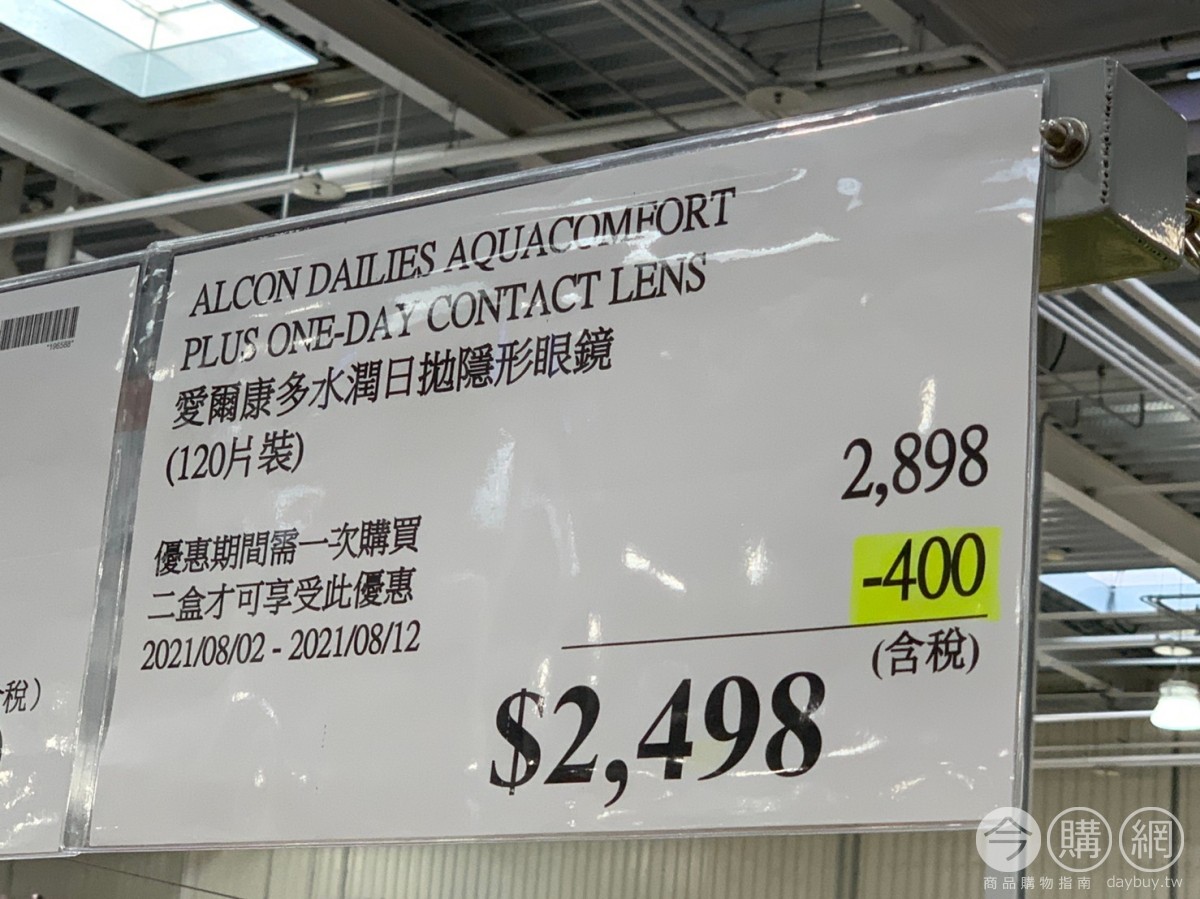 ALCON DAILIES AQUACOMFORT
PLUS ONE-DAY CONTACT LENS
愛爾康多水潤日拋隱形眼鏡
(120片裝)
2,898
優惠期間需一次購買
二盒才可享受此優惠
2021/08/02 - 2021/08/12
-400
(含稅)
$2,498
稅)
今購網
商品購物指南 daybuy.tw